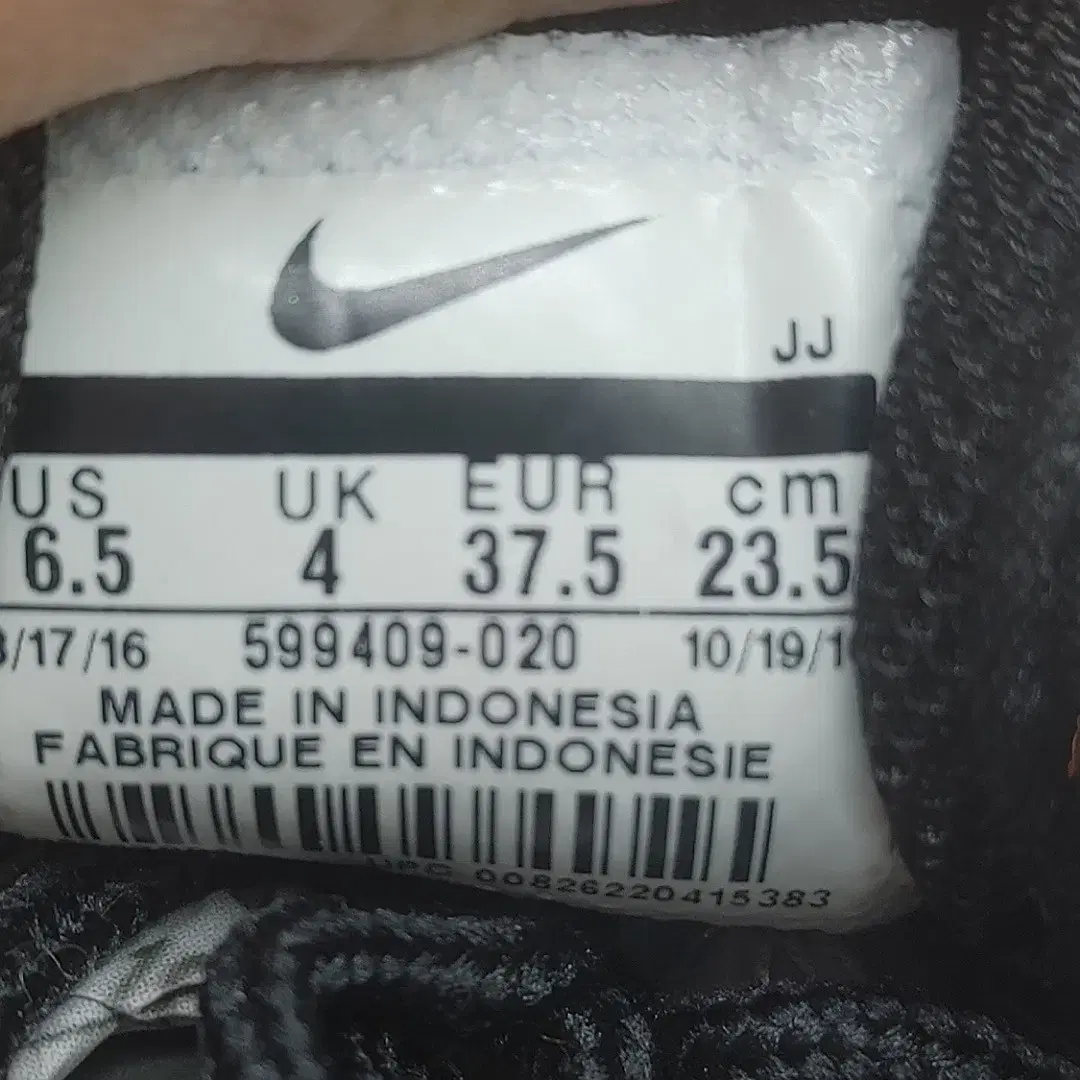 JJ
US UK EUR cm
6.5 4 37.5 23.5
/17/16 599409-020 10/19/1
MADE IN INDONESIA
FABRIQUE EN INDONESIE
UPC 00826220415383